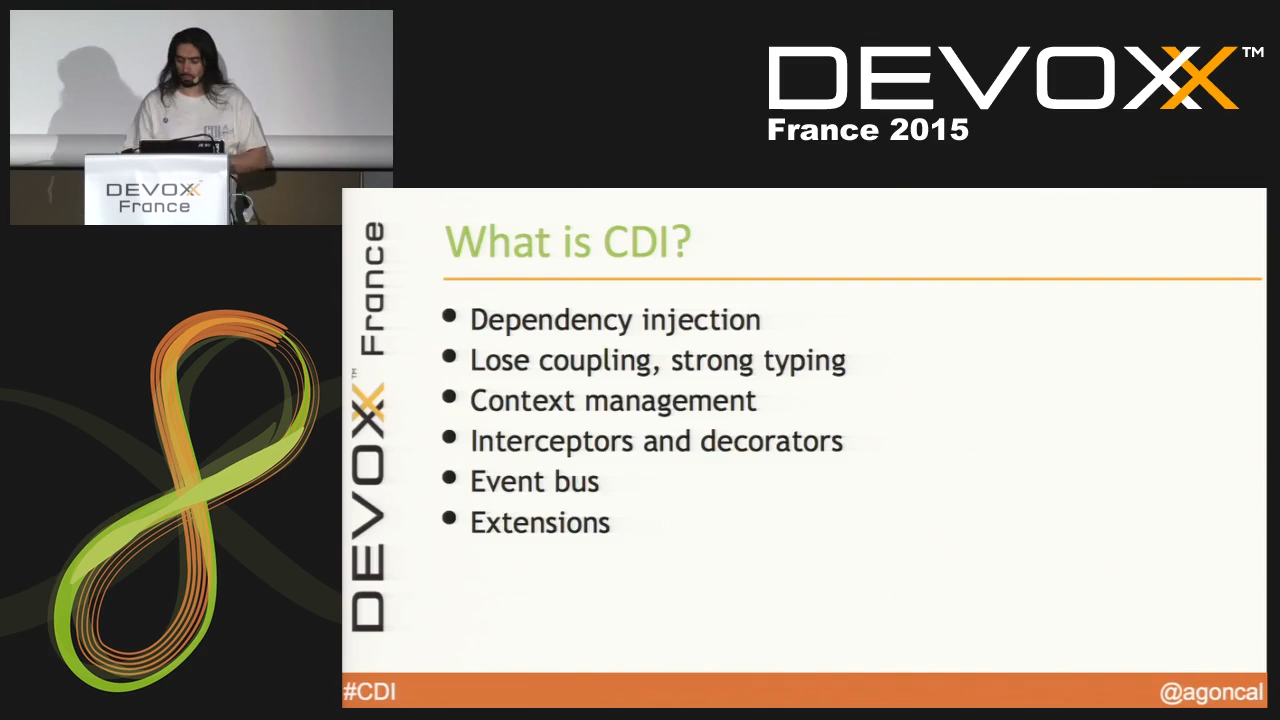 DEVOXX™
France 2015
DEVOXX
France
DEVOXX™ France
What is CDI?
• Dependency injection
• Lose coupling, strong typing
• Context management
• Interceptors and decorators
• Event bus
• Extensions
#CDI
@agoncal